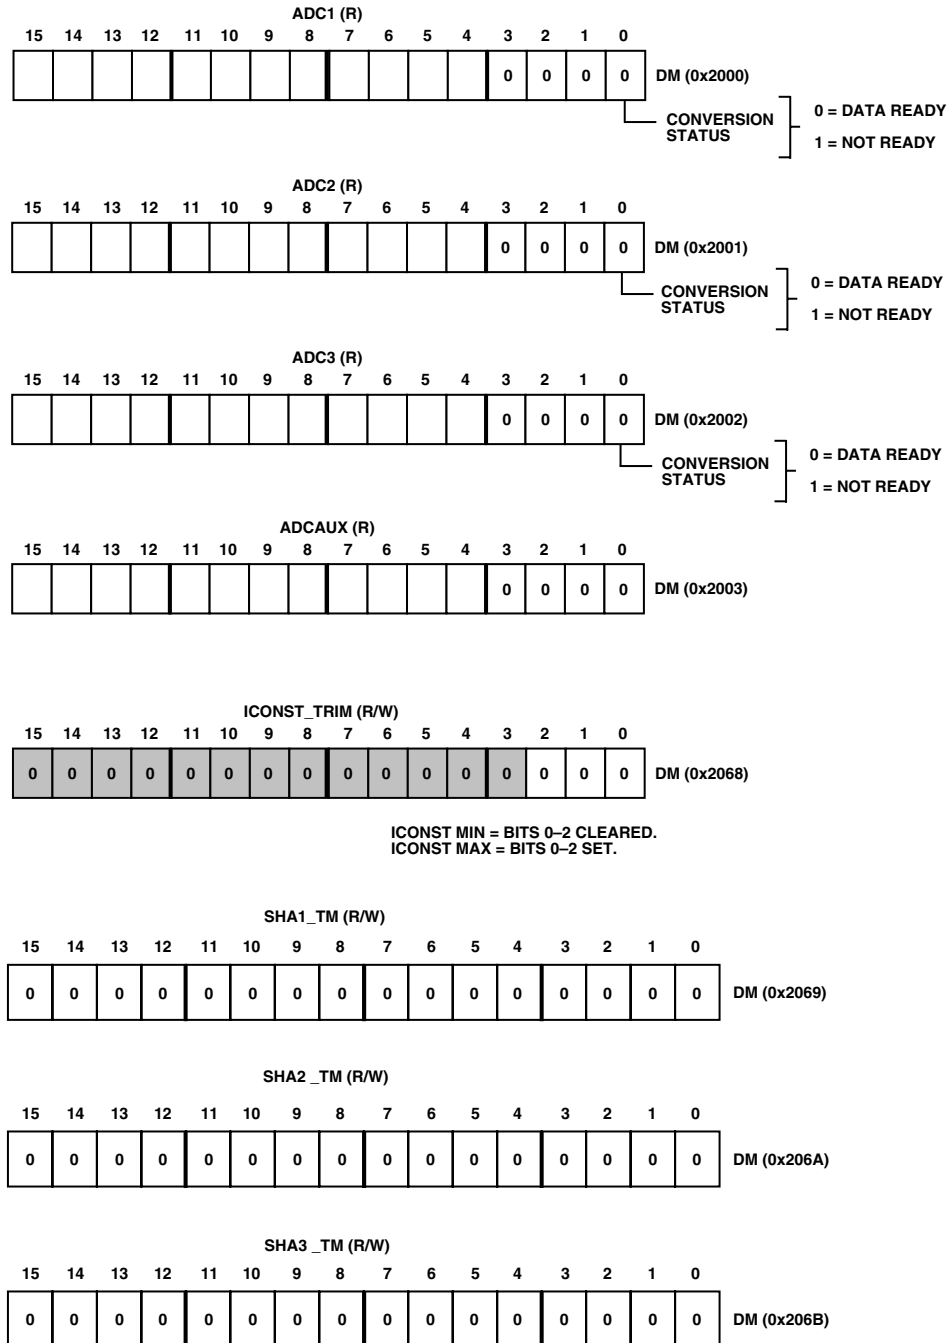 ADC1 (R)
15 14 13 12 11 10 9 8 7 6 5 4 3 2 1 0
0 0 0 0 DM (0x2000)
CONVERSION STATUS
0 = DATA READY
1 = NOT READY
ADC2 (R)
15 14 13 12 11 10 9 8 7 6 5 4 3 2 1 0
0 0 0 0 DM (0x2001)
CONVERSION STATUS
0 = DATA READY
1 = NOT READY
ADC3 (R)
15 14 13 12 11 10 9 8 7 6 5 4 3 2 1 0
0 0 0 0 DM (0x2002)
CONVERSION STATUS
0 = DATA READY
1 = NOT READY
ADCAUX (R)
15 14 13 12 11 10 9 8 7 6 5 4 3 2 1 0
0 0 0 0 DM (0x2003)
ICONST_TRIM (R/W)
15 14 13 12 11 10 9 8 7 6 5 4 3 2 1 0
0 0 0 0 0 0 0 0 0 0 0 0 0 0 0 0 DM (0x2068)
ICONST MIN = BITS 0–2 CLEARED.
ICONST MAX = BITS 0–2 SET.
SHA1_TM (R/W)
15 14 13 12 11 10 9 8 7 6 5 4 3 2 1 0
0 0 0 0 0 0 0 0 0 0 0 0 0 0 0 0 DM (0x2069)
SHA2 _TM (R/W)
15 14 13 12 11 10 9 8 7 6 5 4 3 2 1 0
0 0 0 0 0 0 0 0 0 0 0 0 0 0 0 0 DM (0x206A)
SHA3 _TM (R/W)
15 14 13 12 11 10 9 8 7 6 5 4 3 2 1 0
0 0 0 0 0 0 0 0 0 0 0 0 0 0 0 0 DM (0x206B)